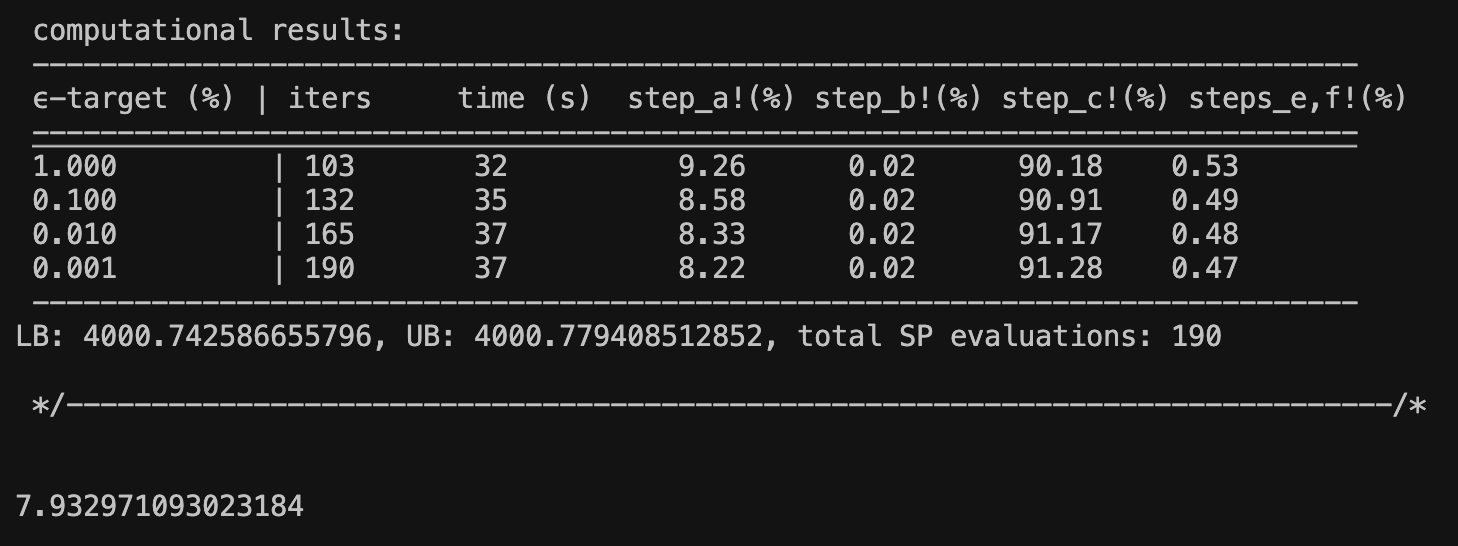 computational results:
--------------------------------------------------------------------------------
ϵ-target (%) | iters     time (s)  step_a!(%) step_b!(%) step_c!(%) steps_e,f!(%)
--------------------------------------------------------------------------------
1.000         | 103       32          9.26      0.02      90.18    0.53
0.100         | 132       35          8.58      0.02      90.91    0.49
0.010         | 165       37          8.33      0.02      91.17    0.48
0.001         | 190       37          8.22      0.02      91.28    0.47
--------------------------------------------------------------------------------
LB: 4000.742586655796, UB: 4000.779408512852, total SP evaluations: 190
*/--------------------------------------------------------------------------------/*
7.932971093023184